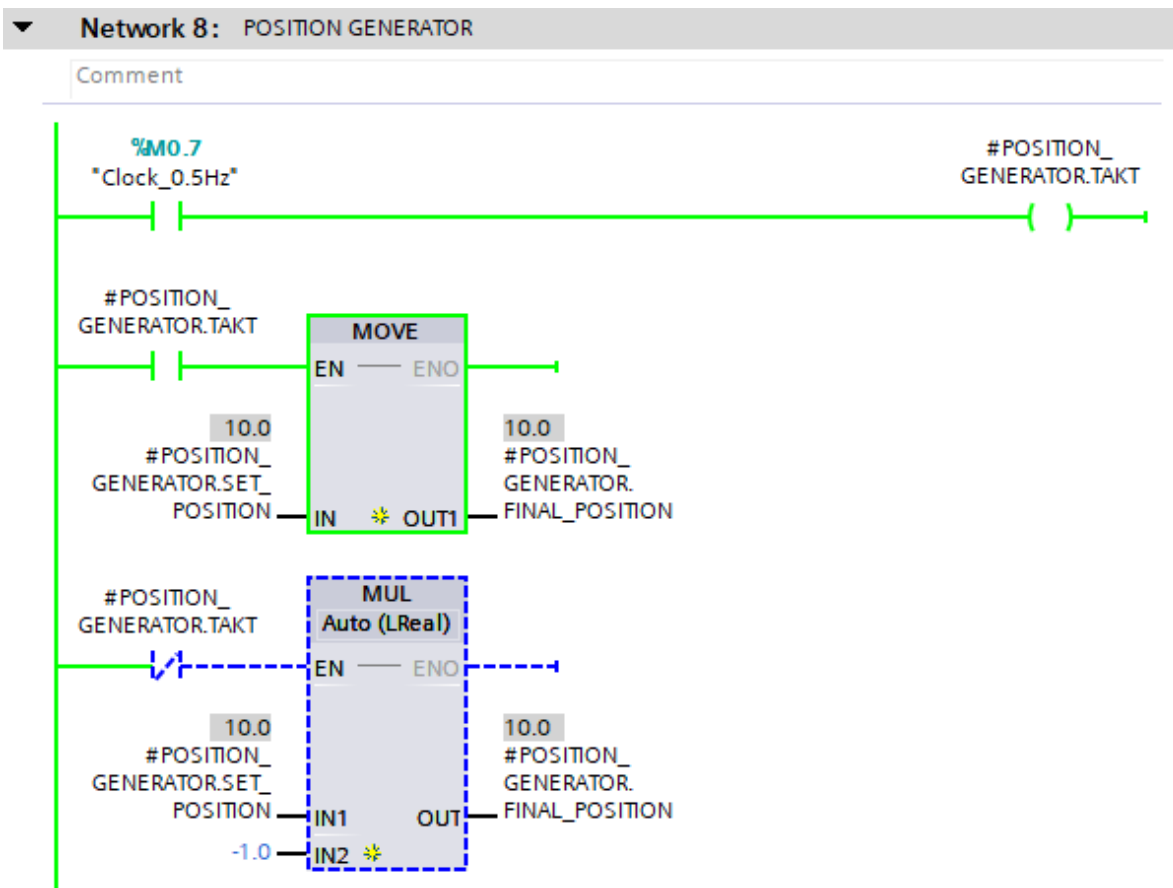 Network 8: POSITION GENERATOR
Comment
%M0.7
"Clock_0.5Hz"
#POSITION_
GENERATOR.TAKT
#POSITION_
GENERATOR.TAKT
MOVE
EN ENO
10.0
#POSITION_
GENERATOR.SET_
POSITION
IN OUT1
10.0
#POSITION_
GENERATOR.
FINAL_POSITION
#POSITION_
GENERATOR.TAKT
MUL
Auto (LReal)
EN ENO
10.0
#POSITION_
GENERATOR.SET_
POSITION
IN1 OUT
10.0
#POSITION_
GENERATOR.
FINAL_POSITION
-1.0 IN2